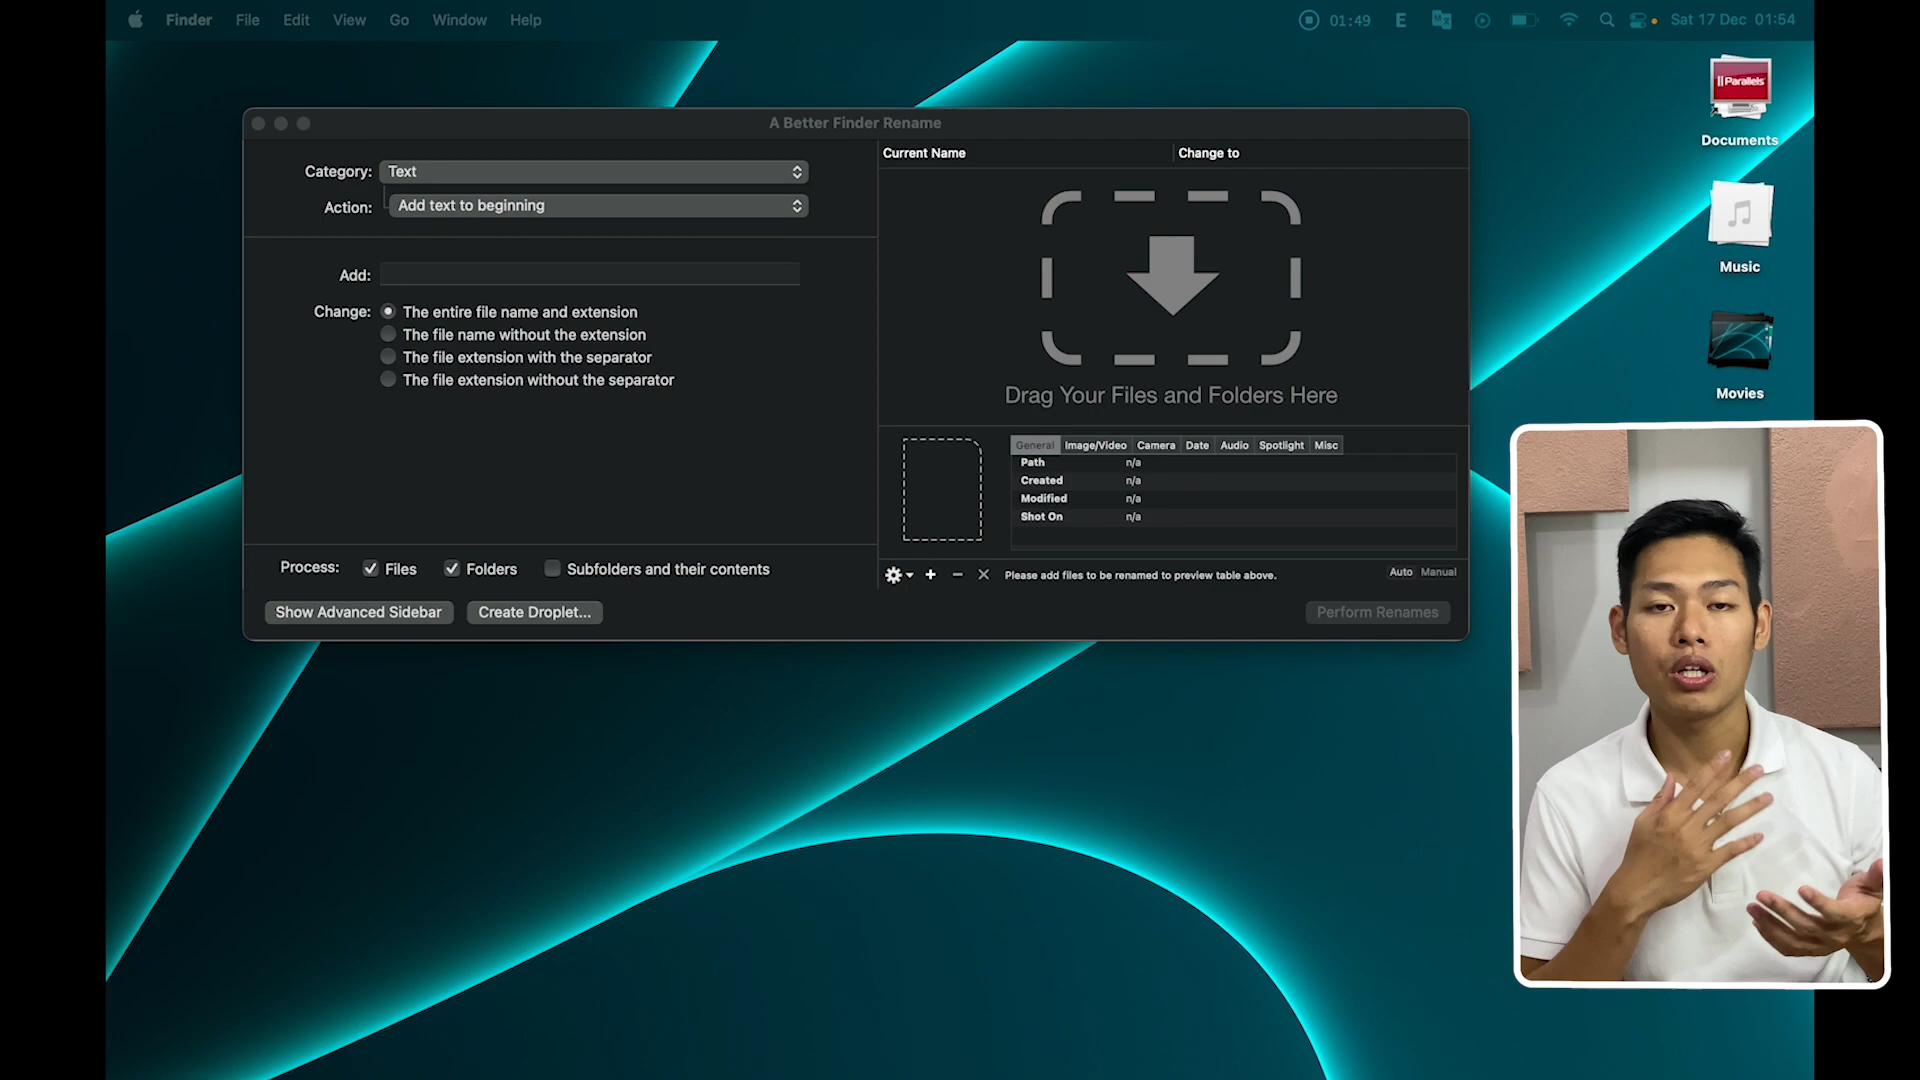 Finder File Edit View Go Window Help 01:49 E Sat 17 Dec 01:54
Parallels
Documents
Music
Movies
A Better Finder Rename
Category: Text
Action: Add text to beginning
Add:
Change: The entire file name and extension
The file name without the extension
The file extension with the separator
The file extension without the separator
Process: Files Folders Subfolders and their contents
Show Advanced Sidebar Create Droplet...
Current Name Change to
Drag Your Files and Folders Here
General Image/Video Camera Date Audio Spotlight Misc
Path n/a
Created n/a
Modified n/a
Shot On n/a
Please add files to be renamed to preview table above. Auto Manual
Perform Renames